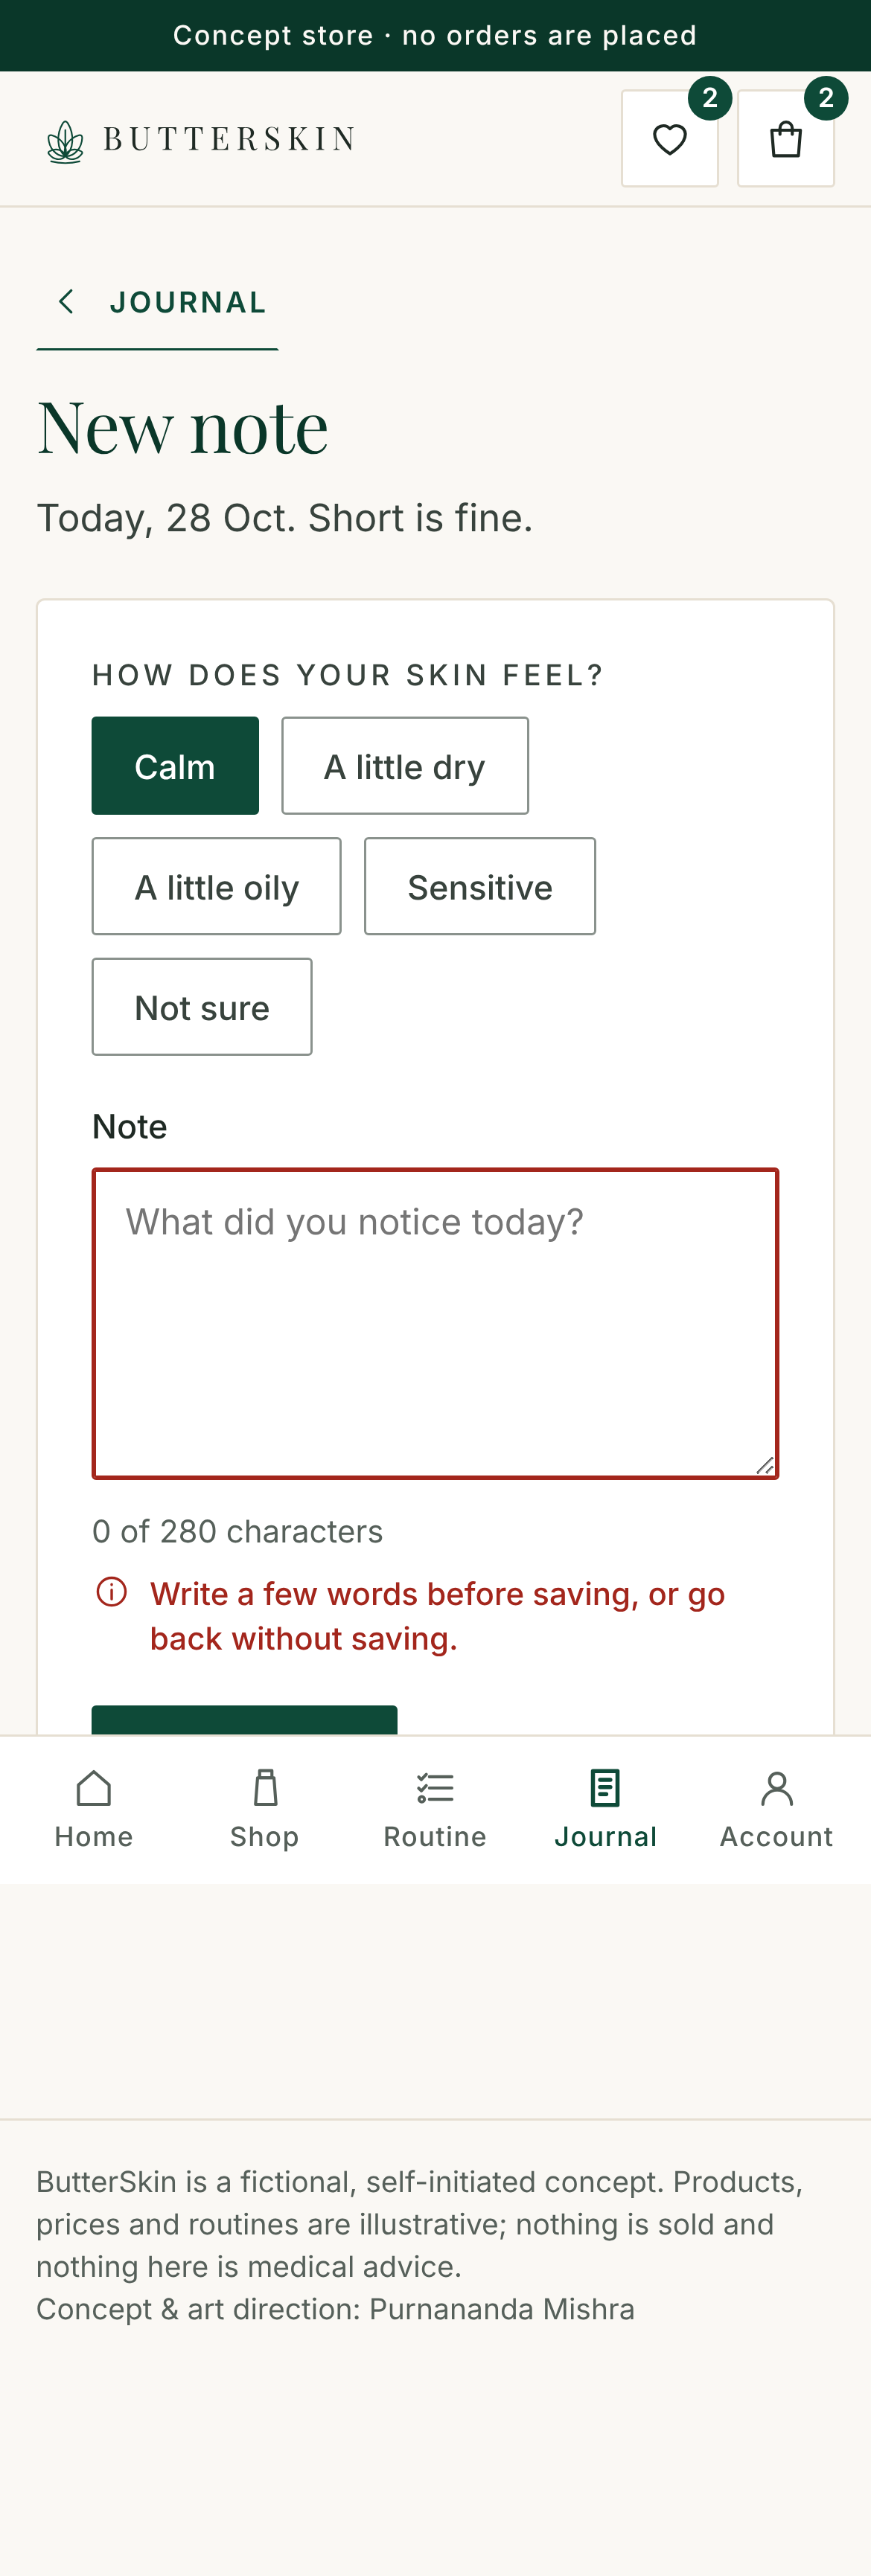 Concept store · no orders are placed
BUTTERSKIN
2
2
JOURNAL
New note
Today, 28 Oct. Short is fine.
HOW DOES YOUR SKIN FEEL?
Calm
A little dry
A little oily
Sensitive
Not sure
Note
What did you notice today?
0 of 280 characters
Write a few words before saving, or go
back without saving.
Home
Shop
Routine
Journal
Account
ButterSkin is a fictional, self-initiated concept. Products,
prices and routines are illustrative; nothing is sold and
nothing here is medical advice.
Concept & art direction: Purnananda Mishra